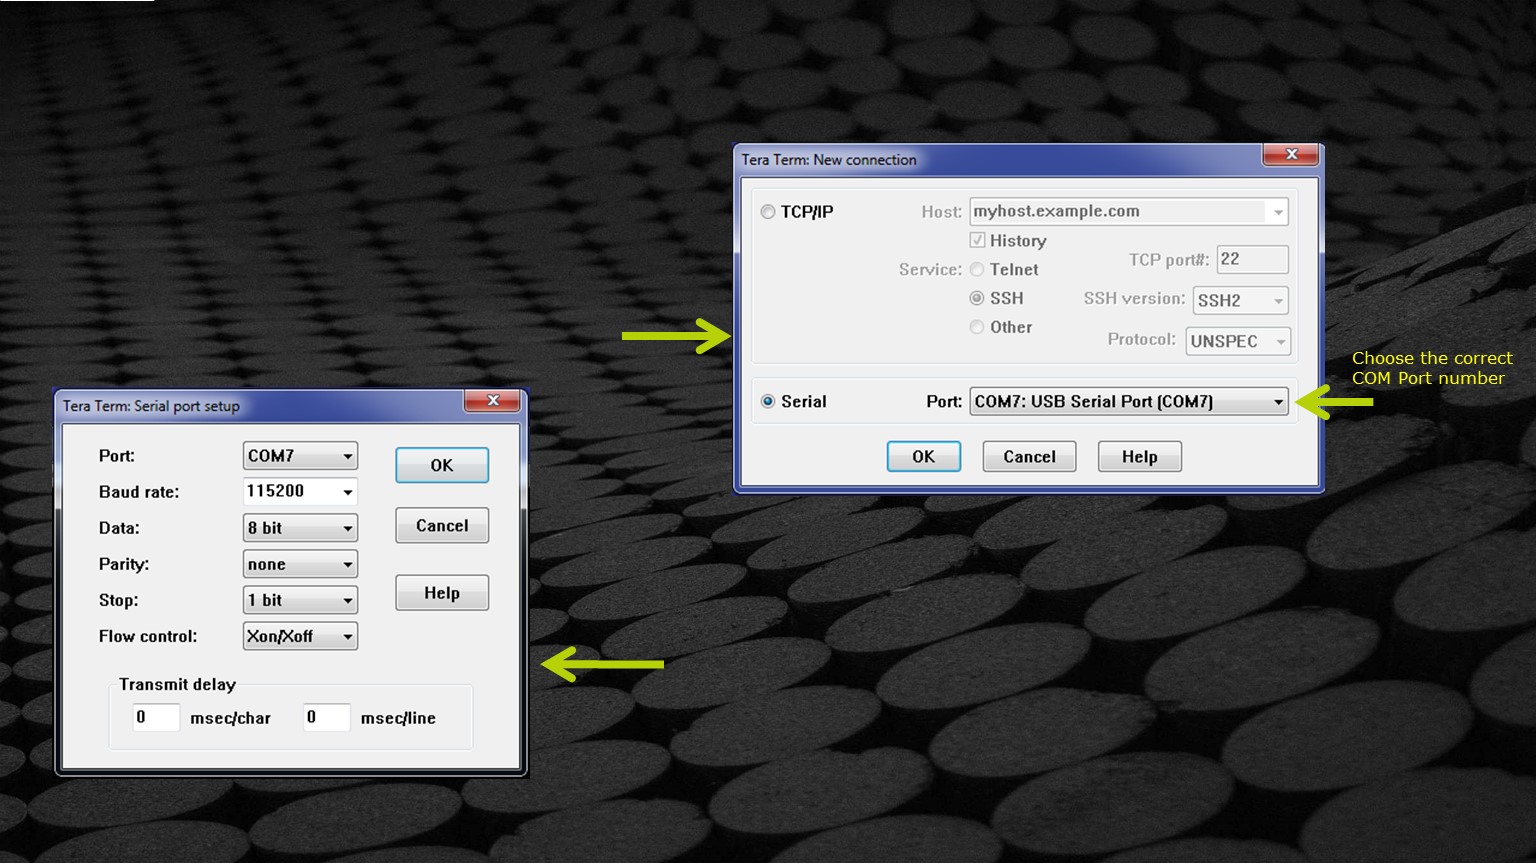 Tera Term: New connection
TCP/IP
Host: myhost.example.com
History
Service: Telnet
TCP port#: 22
SSH
SSH version: SSH2
Other
Protocol: UNSPEC
Serial
Port: COM7: USB Serial Port (COM7)
OK
Cancel
Help
Choose the correct
COM Port number
Tera Term: Serial port setup
Port: COM7
OK
Baud rate: 115200
Data: 8 bit
Cancel
Parity: none
Stop: 1 bit
Help
Flow control: Xon/Xoff
Transmit delay
0 msec/char 0 msec/line